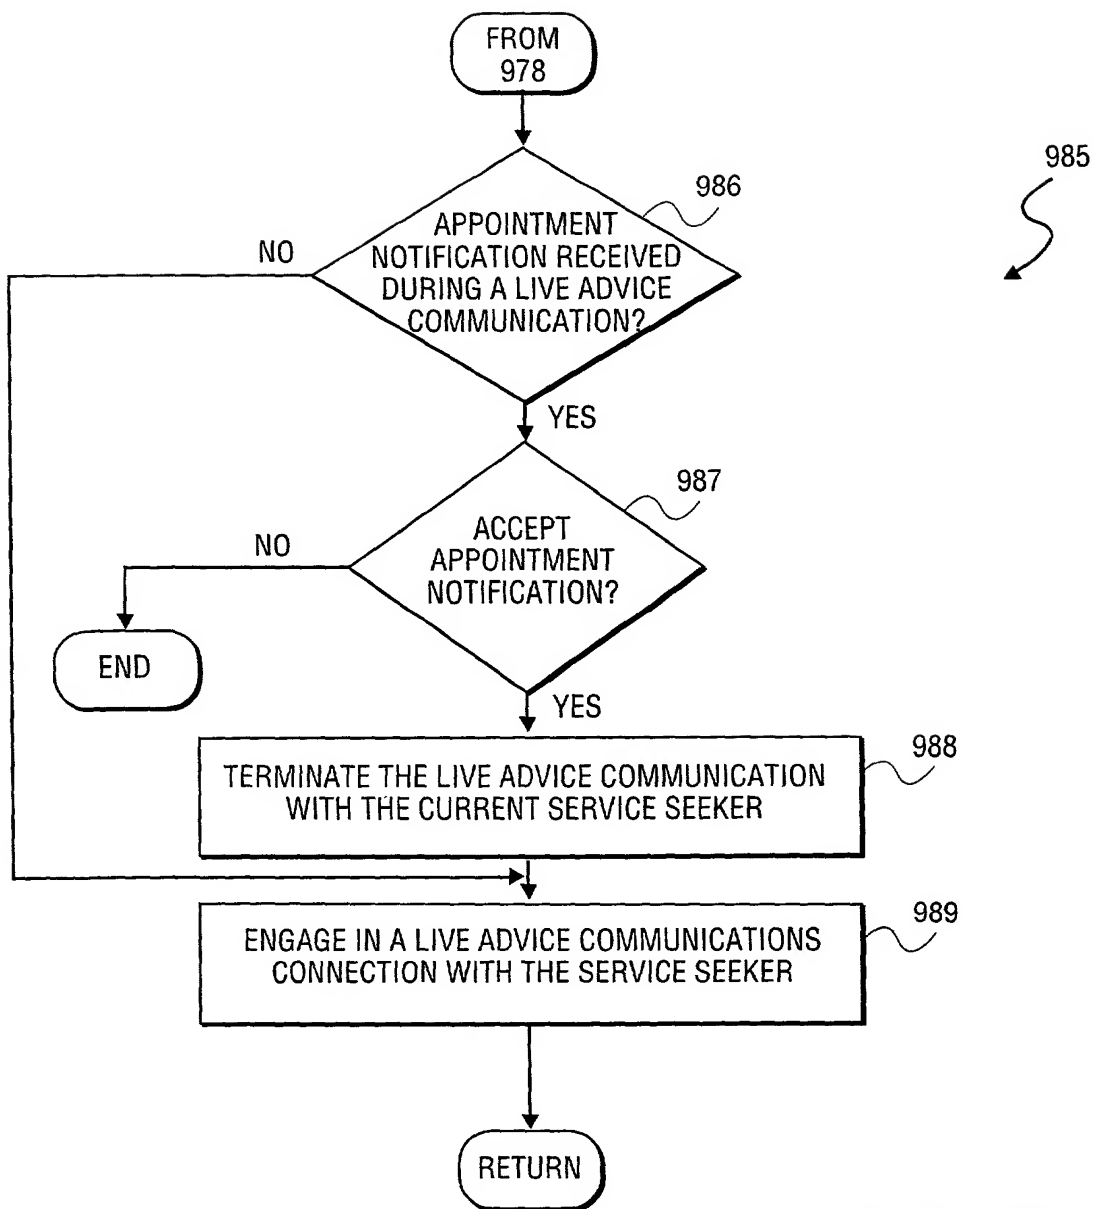 FROM
978
985
986
APPOINTMENT
NOTIFICATION RECEIVED
DURING A LIVE ADVICE
COMMUNICATION?
NO
YES
987
ACCEPT
APPOINTMENT
NOTIFICATION?
NO
END
YES
988
TERMINATE THE LIVE ADVICE COMMUNICATION
WITH THE CURRENT SERVICE SEEKER
989
ENGAGE IN A LIVE ADVICE COMMUNICATIONS
CONNECTION WITH THE SERVICE SEEKER
RETURN